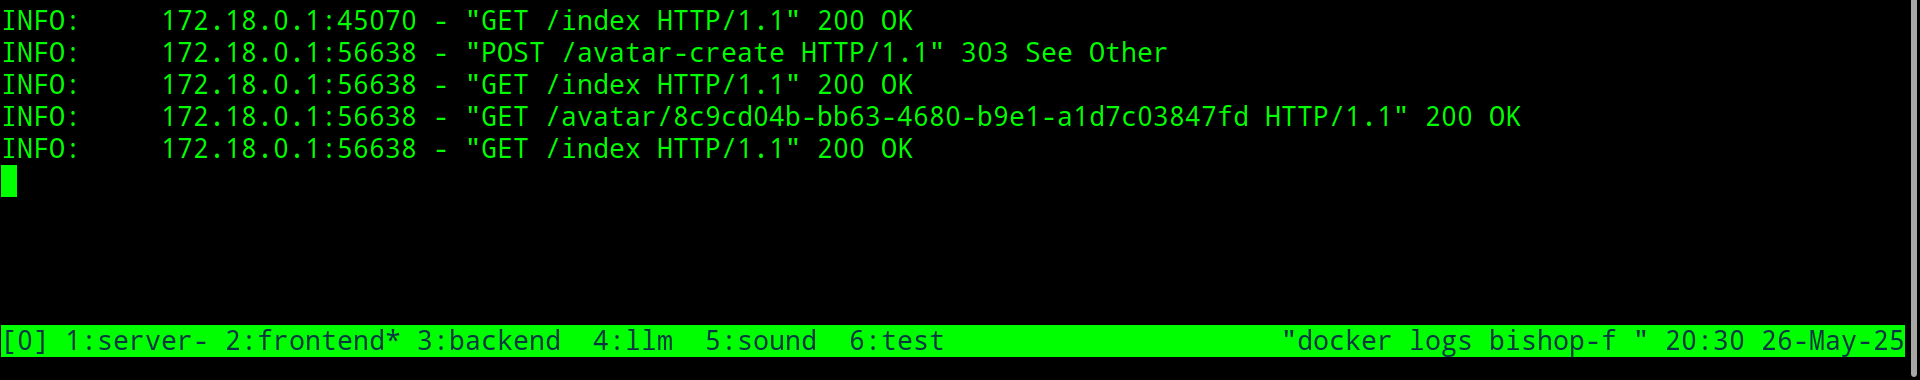 INFO:     172.18.0.1:45070 - "GET /index HTTP/1.1" 200 OK
INFO:     172.18.0.1:56638 - "POST /avatar-create HTTP/1.1" 303 See Other
INFO:     172.18.0.1:56638 - "GET /index HTTP/1.1" 200 OK
INFO:     172.18.0.1:56638 - "GET /avatar/8c9cd04b-bb63-4680-b9e1-a1d7c03847fd HTTP/1.1" 200 OK
INFO:     172.18.0.1:56638 - "GET /index HTTP/1.1" 200 OK
[0] 1:server- 2:frontend* 3:backend  4:llm  5:sound  6:test "docker logs bishop-f " 20:30 26-May-25